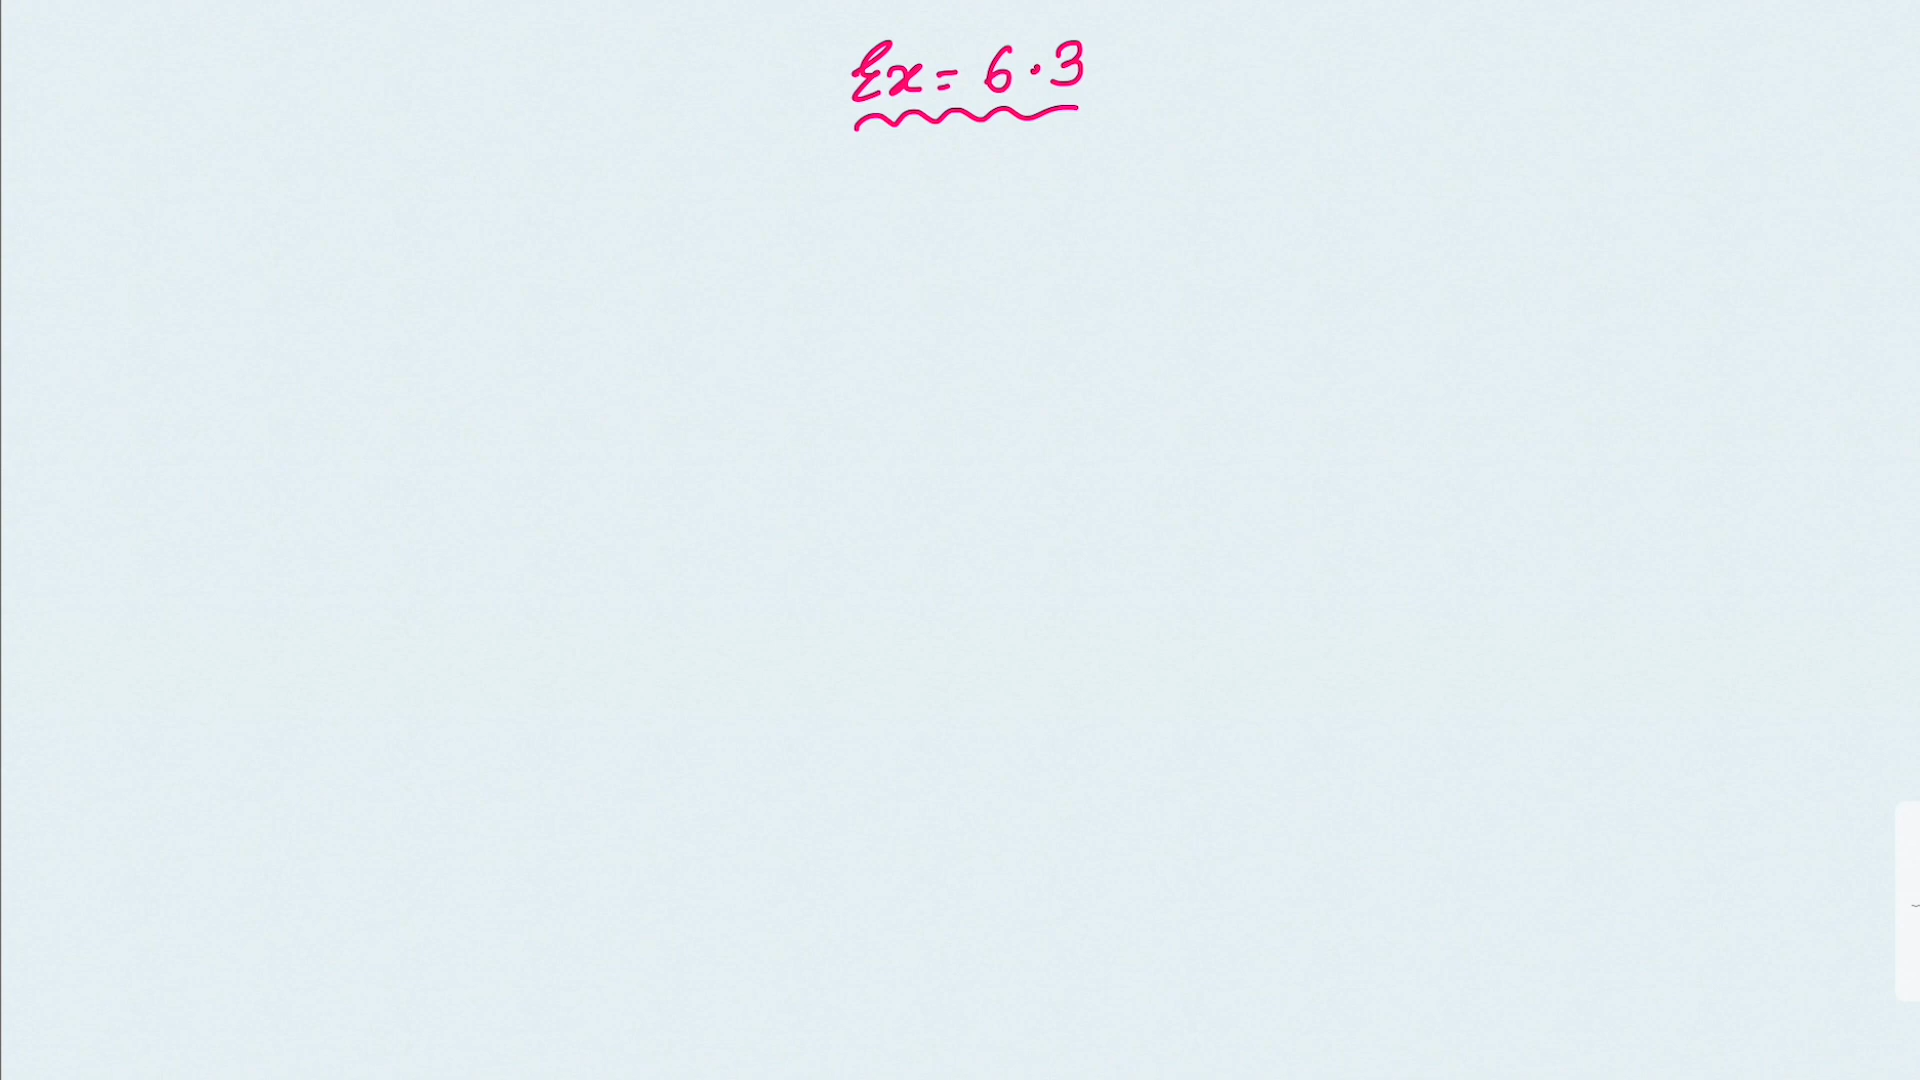 Ex = 6.3